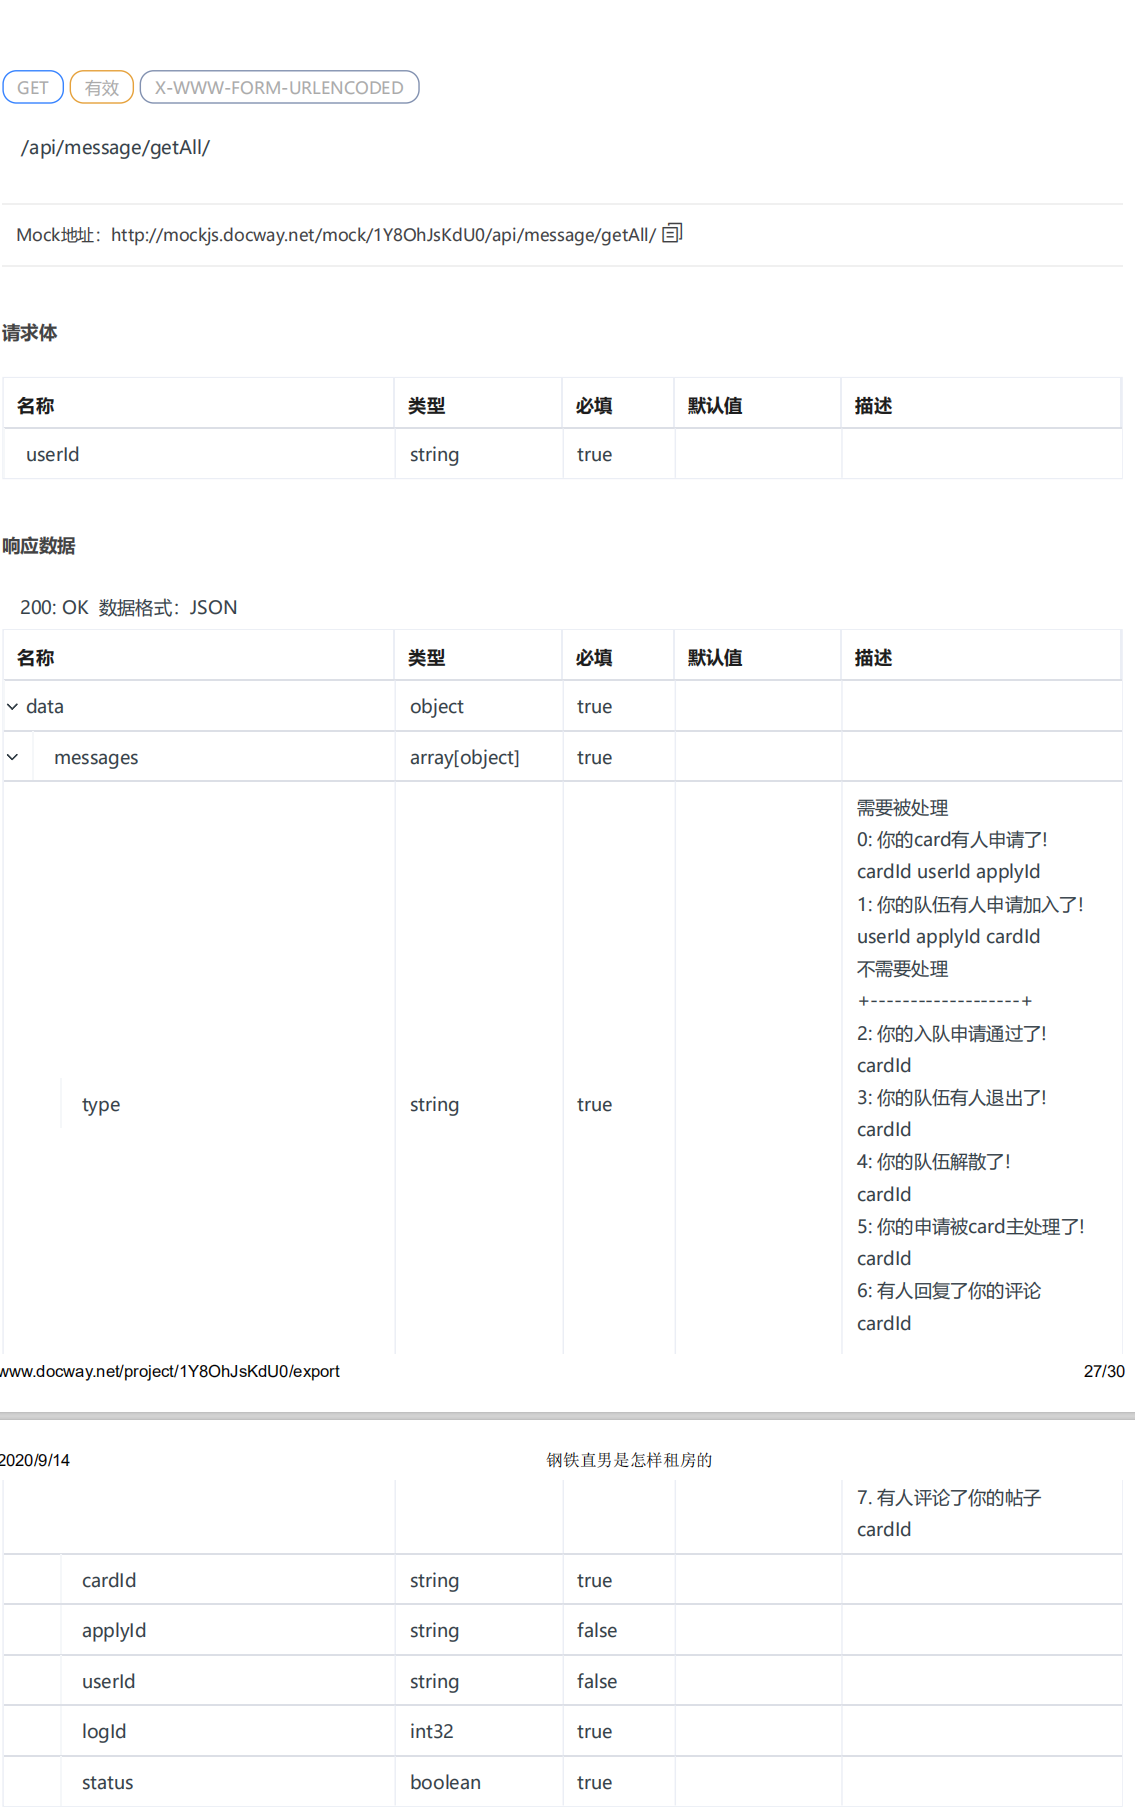 GET 有效 X-WWW-FORM-URLENCODED
/api/message/getAll/
Mock地址：http://mockjs.docway.net/mock/1Y8OhJsKdU0/api/message/getAll/
请求体
名称 类型 必填 默认值 描述
userId string true
响应数据
200: OK 数据格式：JSON
名称 类型 必填 默认值 描述
data object true
messages array[object] true
需要被处理
0: 你的card有人申请了!
cardId userId applyId
1: 你的队伍有人申请加入了!
userId applyId cardId
不需要处理
+-------------------+
2: 你的入队申请通过了!
cardId
3: 你的队伍有人退出了!
cardId
type string true
4: 你的队伍解散了!
cardId
5: 你的申请被card主处理了!
cardId
6: 有人回复了你的评论
cardId
www.docway.net/project/1Y8OhJsKdU0/export 27/30
2020/9/14 钢铁直男是怎样租房的
7. 有人评论了你的帖子
cardId
cardId string true
applyId string false
userId string false
logId int32 true
status boolean true